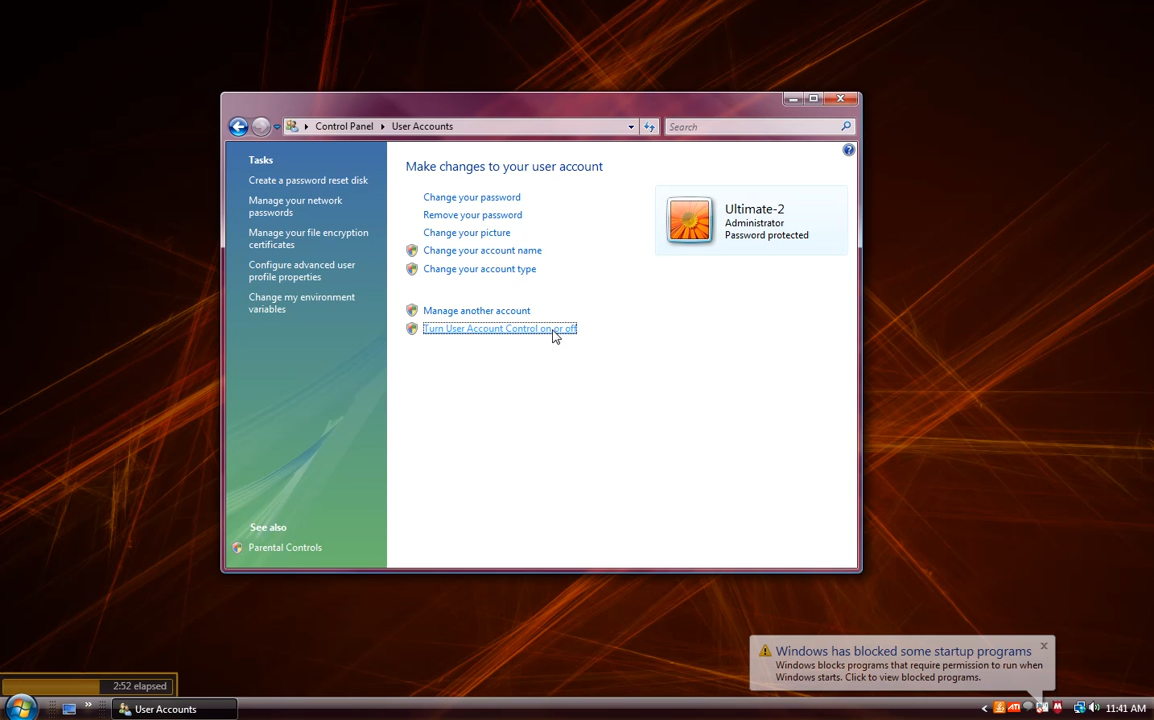 Control Panel
User Accounts
Search
Tasks
Create a password reset disk
Manage your network
passwords
Manage your file encryption
certificates
Configure advanced user
profile properties
Change my environment
variables
See also
Parental Controls
Make changes to your user account
Change your password
Remove your password
Change your picture
Change your account name
Change your account type
Manage another account
Turn User Account Control on or off
Ultimate-2
Administrator
Password protected
Windows has blocked some startup programs
Windows blocks programs that require permission to run when
Windows starts. Click to view blocked programs.
2:52 elapsed
User Accounts
ATI
11:41 AM